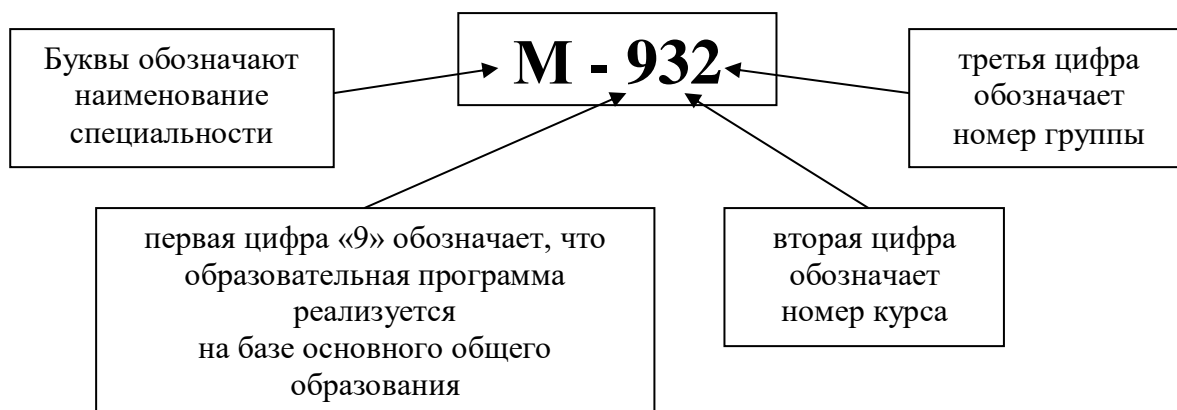 М - 932
Буквы обозначают
наименование
специальности
третья цифра
обозначает
номер группы
первая цифра «9» обозначает, что
образовательная программа
реализуется
на базе основного общего
образования
вторая цифра
обозначает
номер курса